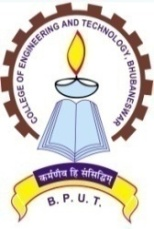 COLLEGE OF ENGINEERING AND TECHNOLOGY, BHUBANESWAR
कर्मणैव हि संसिद्धिम
B. P. U. T.